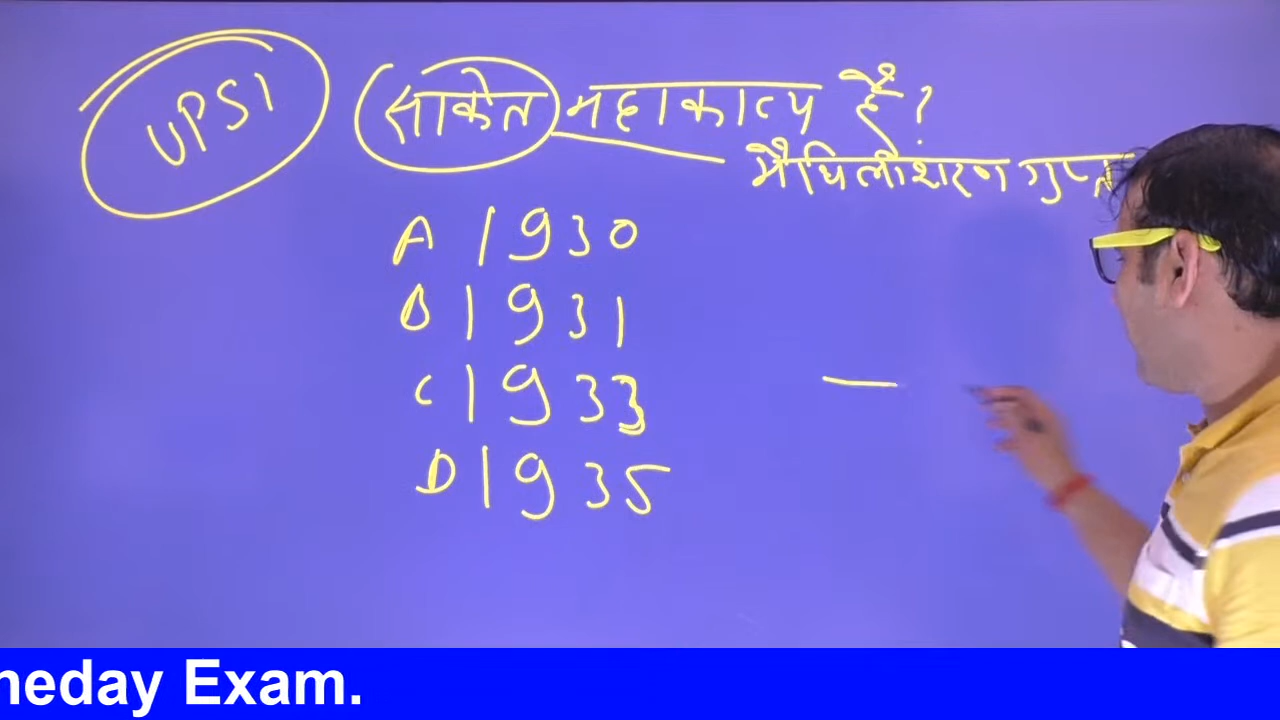 UPSI
साकेत महाकाव्य है?
मैथिलीशरण गुप्त
A 1930
B 1931
C 1933
D 1935
neday Exam.